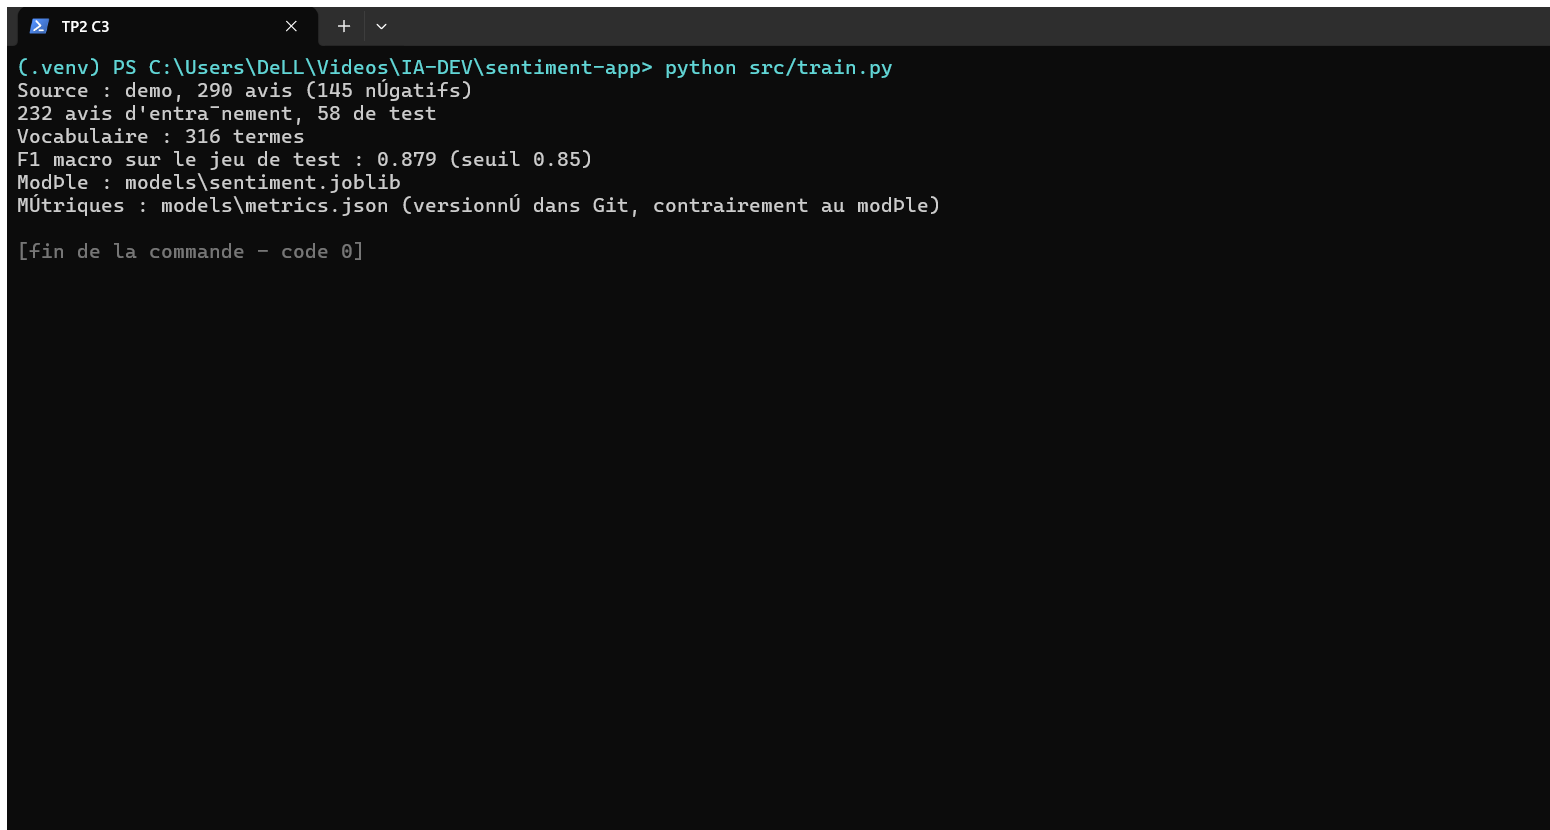 TP2 C3
(.venv) PS C:\Users\DeLL\Videos\IA-DEV\sentiment-app> python src/train.py
Source : demo, 290 avis (145 nÚgatifs)
232 avis d'entra¯nement, 58 de test
Vocabulaire : 316 termes
F1 macro sur le jeu de test : 0.879 (seuil 0.85)
ModÞle : models\sentiment.joblib
MÚtriques : models\metrics.json (versionnÚ dans Git, contrairement au modÞle)
[fin de la commande - code 0]